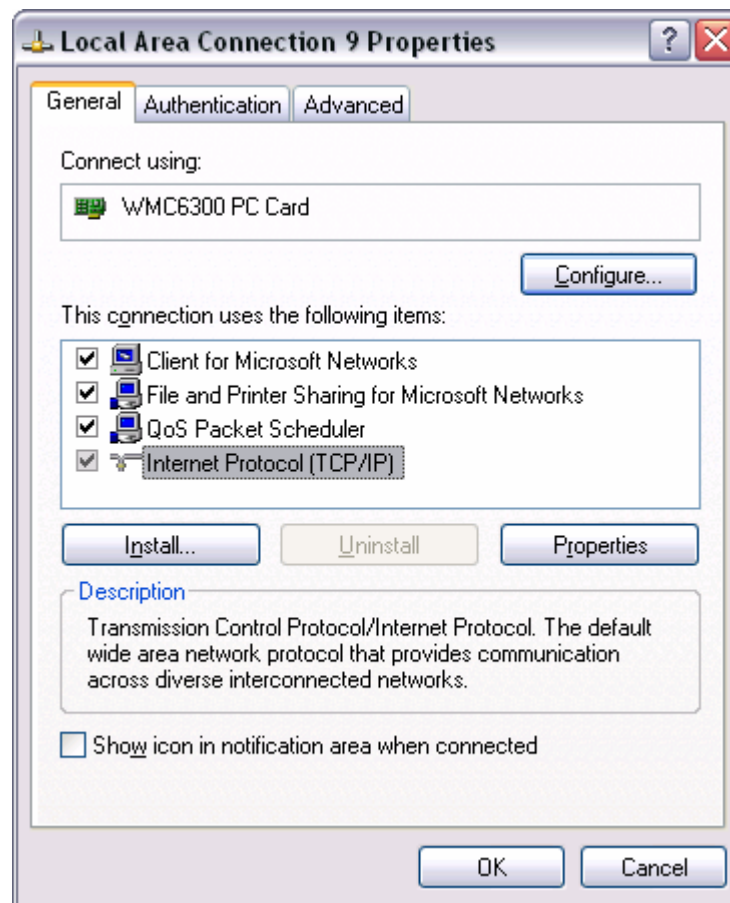 Local Area Connection 9 Properties
?
General
Authentication
Advanced
Connect using:
WMC6300 PC Card
Configure...
This connection uses the following items:
Client for Microsoft Networks
File and Printer Sharing for Microsoft Networks
QoS Packet Scheduler
Internet Protocol (TCP/IP)
Install...
Uninstall
Properties
Description
Transmission Control Protocol/Internet Protocol. The default
wide area network protocol that provides communication
across diverse interconnected networks.
Show icon in notification area when connected
OK
Cancel